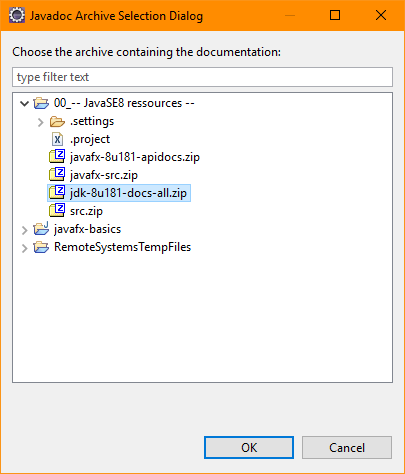 Javadoc Archive Selection Dialog
Choose the archive containing the documentation:
type filter text
00_-- JavaSE8 ressources --
.settings
.project
javafx-8u181-apidocs.zip
javafx-src.zip
jdk-8u181-docs-all.zip
src.zip
javafx-basics
RemoteSystemsTempFiles
OK
Cancel